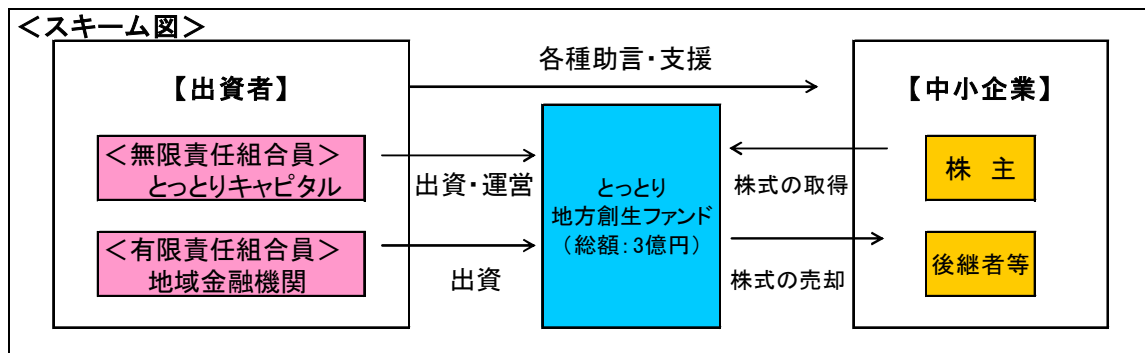 ＜スキーム図＞
各種助言・支援
【出資者】
＜無限責任組合員＞
とっとりキャピタル
＜有限責任組合員＞
地域金融機関
出資・運営
出資
とっとり
地方創生ファンド
（総額：3億円）
株式の取得
株式の売却
【中小企業】
株　主
後継者等